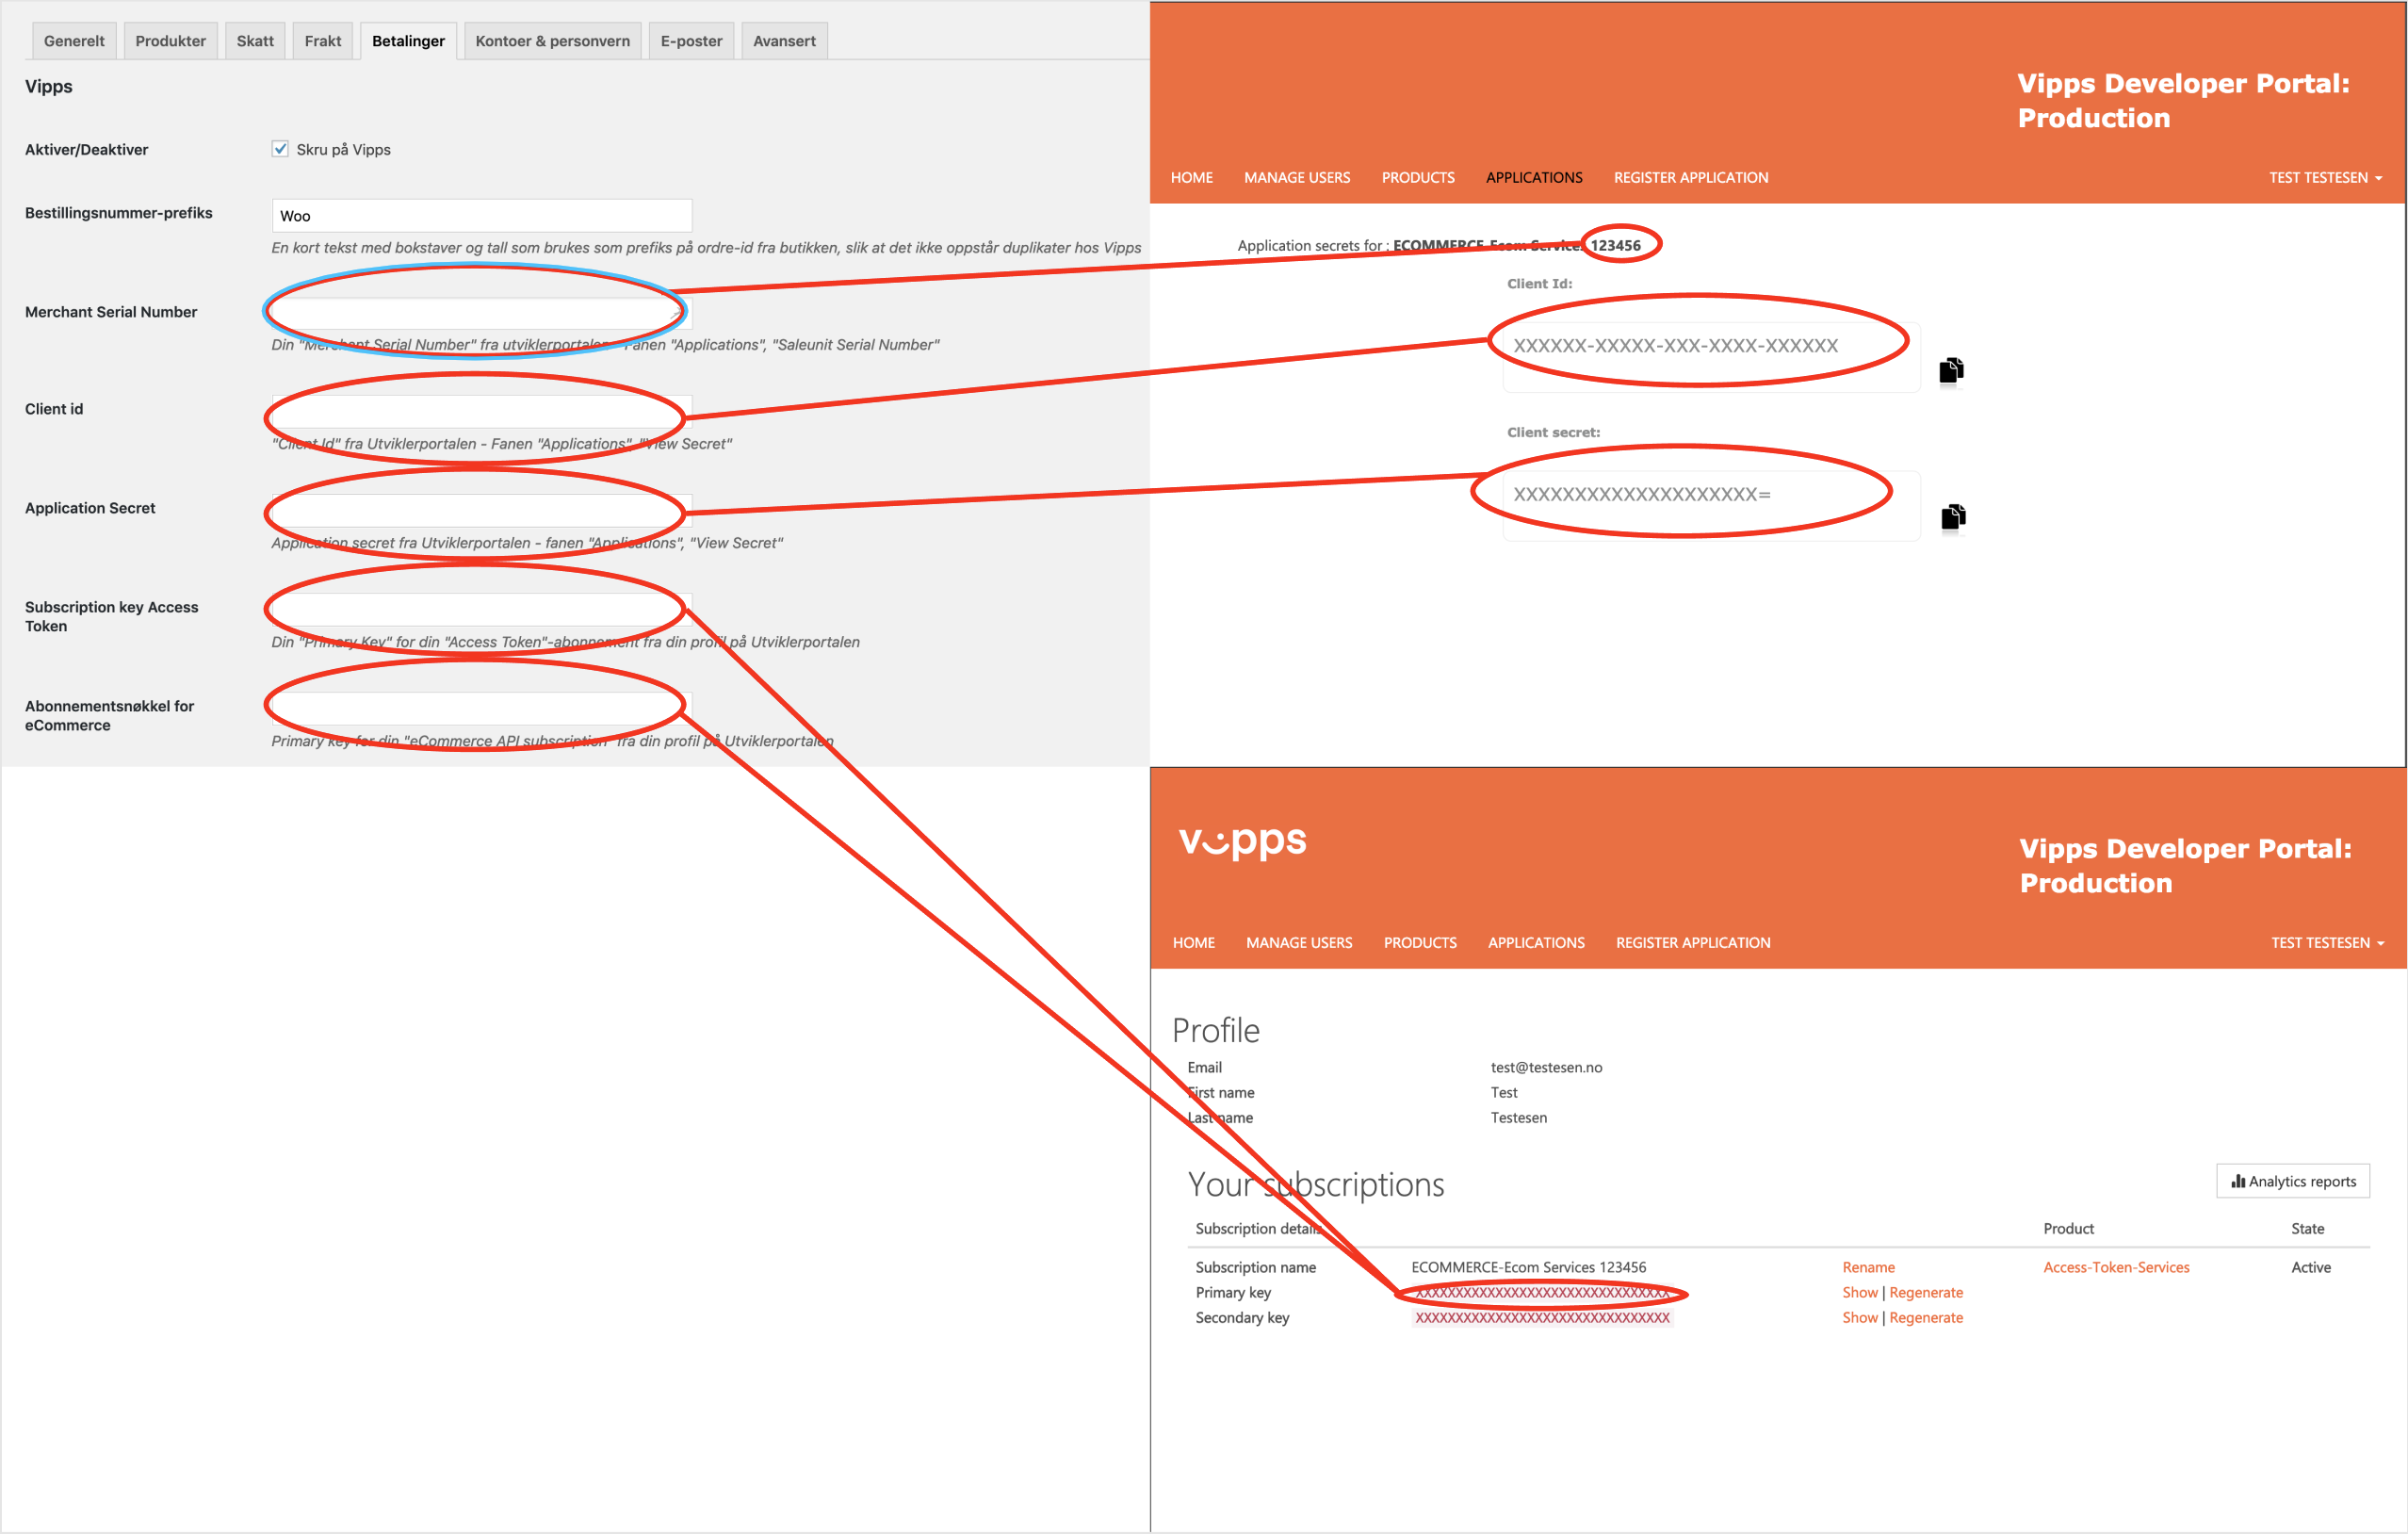 Generelt Produkter Skatt Frakt Betalinger Kontoer & personvern E-poster Avansert
Vipps
Aktiver/Deaktiver
Skru på Vipps
Bestillingsnummer-prefiks
Woo
En kort tekst med bokstaver og tall som brukes som prefiks på ordre-id fra butikken, slik at det ikke oppstår duplikater hos Vipps
Merchant Serial Number
Din "Merchant Serial Number" fra utviklerportalen - Fanen "Applications", "Saleunit Serial Number"
Client id
"Client Id" fra Utviklerportalen - Fanen "Applications", "View Secret"
Application Secret
Application secret fra Utviklerportalen - fanen "Applications", "View Secret"
Subscription key Access
Token
Din "Primary Key" for din "Access Token"-abonnement fra din profil på Utviklerportalen
Abonnementsnøkkel for
eCommerce
Primary key for din "eCommerce API subscription" fra din profil på Utviklerportalen
Vipps Developer Portal:
Production
HOME MANAGE USERS PRODUCTS APPLICATIONS REGISTER APPLICATION TEST TESTESEN
Application secrets for : ECOMMERCE-Ecom Services 123456
Client Id:
XXXXXX-XXXXX-XXX-XXXX-XXXXXX
Client secret:
XXXXXXXXXXXXXXXXXXXX=
vipps
Vipps Developer Portal:
Production
HOME MANAGE USERS PRODUCTS APPLICATIONS REGISTER APPLICATION TEST TESTESEN
Profile
Email test@testesen.no
First name Test
Last name Testesen
Your subscriptions
Analytics reports
Subscription details Product State
Subscription name ECOMMERCE-Ecom Services 123456 Rename Access-Token-Services Active
Primary key XXXXXXXXXXXXXXXXXXXXXXXXXXXXXXXX Show | Regenerate
Secondary key XXXXXXXXXXXXXXXXXXXXXXXXXXXXXXXX Show | Regenerate